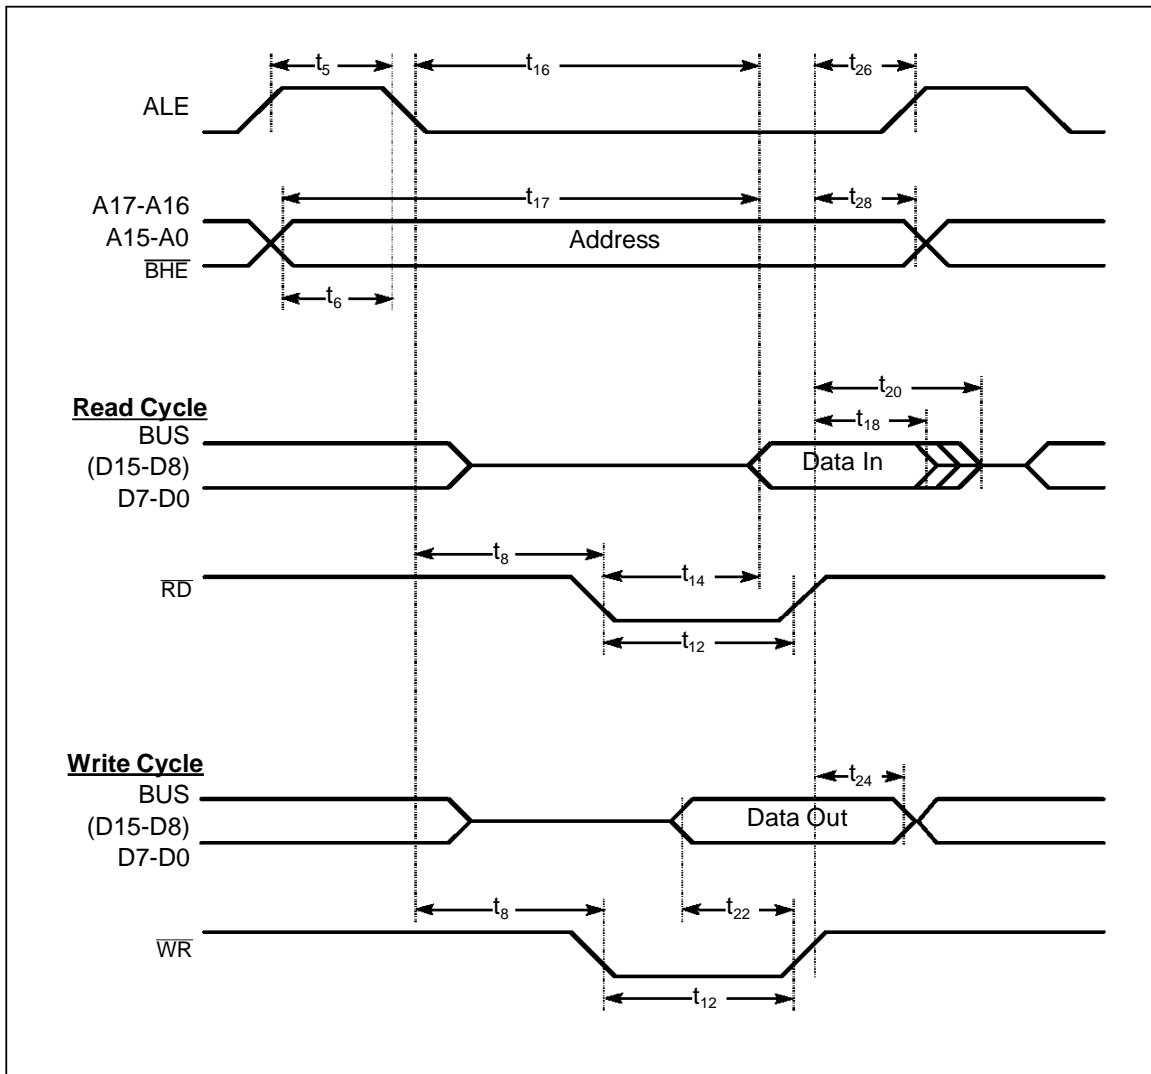 t5
t16
t26
ALE
t17
t28
A17-A16
A15-A0
BHE
Address
t6
t20
Read Cycle
t18
BUS
(D15-D8)
D7-D0
Data In
t8
t14
RD
t12
Write Cycle
t24
BUS
(D15-D8)
D7-D0
Data Out
t8
t22
WR
t12